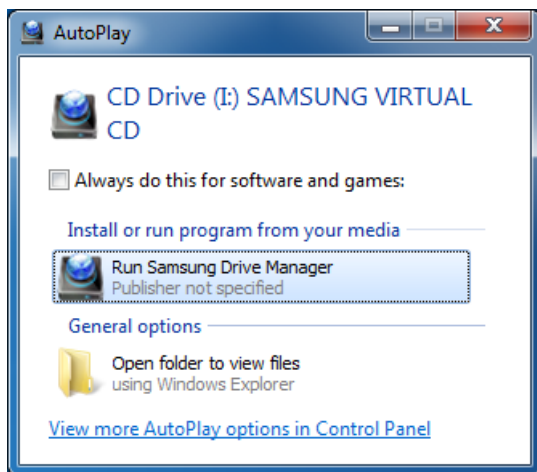 AutoPlay
CD Drive (I:) SAMSUNG VIRTUAL
CD
Always do this for software and games:
Install or run program from your media
Run Samsung Drive Manager
Publisher not specified
General options
Open folder to view files
using Windows Explorer
View more AutoPlay options in Control Panel